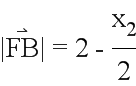 |F⃗B⃗| = 2 - x₂/2